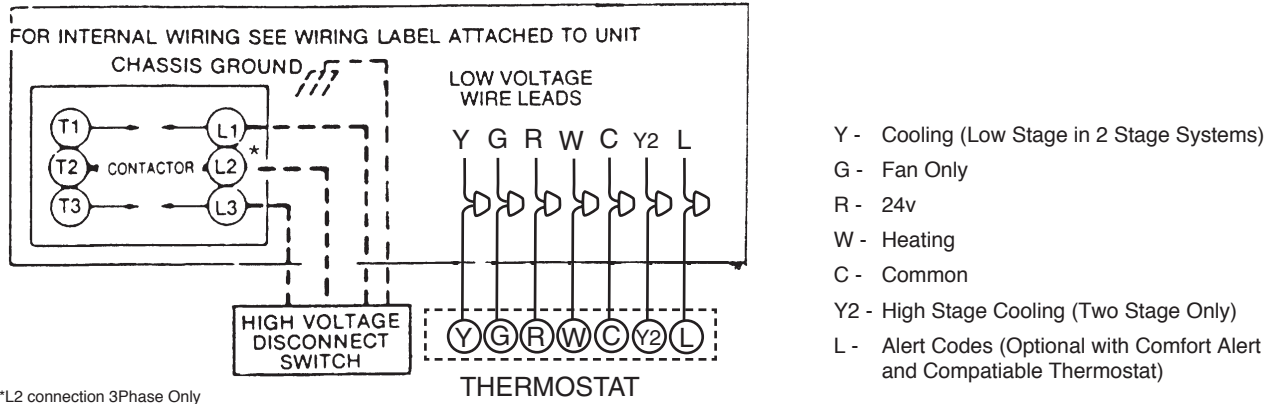 FOR INTERNAL WIRING SEE WIRING LABEL ATTACHED TO UNIT
CHASSIS GROUND
LOW VOLTAGE
WIRE LEADS
T1 L1
T2 CONTACTOR L2 *
T3 L3
Y G R W C Y2 L
HIGH VOLTAGE
DISCONNECT
SWITCH
Y G R W C Y2 L
THERMOSTAT
*L2 connection 3Phase Only
Y - Cooling (Low Stage in 2 Stage Systems)
G - Fan Only
R - 24v
W - Heating
C - Common
Y2 - High Stage Cooling (Two Stage Only)
L - Alert Codes (Optional with Comfort Alert
and Compatiable Thermostat)